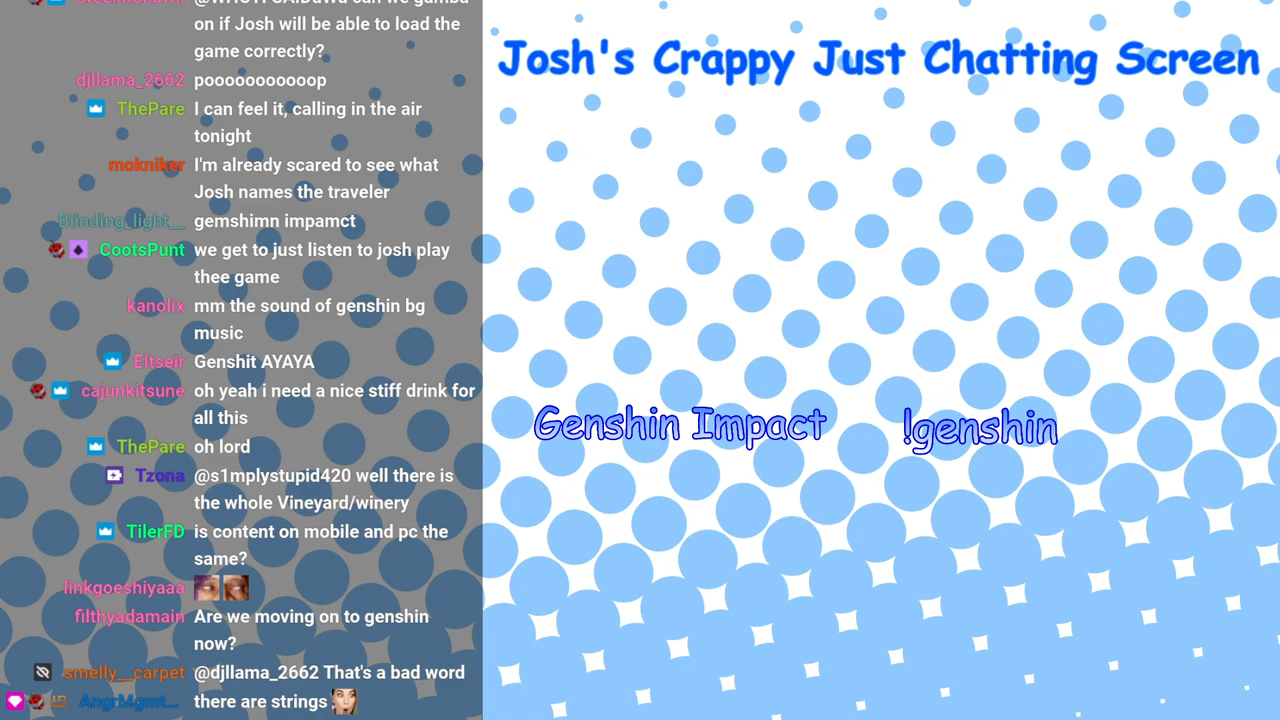 on if Josh will be able to load the
game correctly?
djllama_2662 pooooooooooop
ThePare I can feel it, calling in the air
tonight
mokniker I'm already scared to see what
Josh names the traveler
Blinding_light__ gemshimn impamct
CootsPunt we get to just listen to josh play
thee game
kanolix mm the sound of genshin bg
music
Eltseir Genshit AYAYA
cajunkitsune oh yeah i need a nice stiff drink for
all this
ThePare oh lord
Tzona @s1mplystupid420 well there is
the whole Vineyard/winery
TilerFD is content on mobile and pc the
same?
linkgoeshiyaaa
filthyadamain Are we moving on to genshin
now?
smelly__carpet @djllama_2662 That's a bad word
AngrMgmt... there are strings
Josh's Crappy Just Chatting Screen
Genshin Impact
!genshin